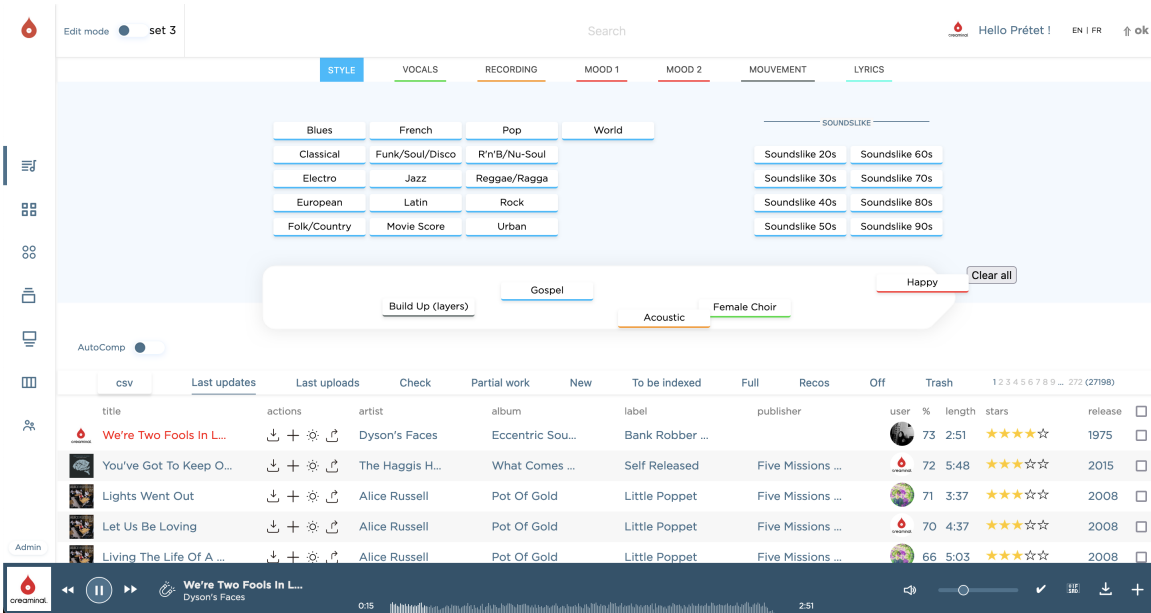 Edit mode set 3 Search creaminal Hello Prétet ! EN | FR ok
STYLE VOCALS RECORDING MOOD 1 MOOD 2 MOUVEMENT LYRICS
SOUNDSLIKE
Blues French Pop World
Classical Funk/Soul/Disco R'n'B/Nu-Soul Soundslike 20s Soundslike 60s
Electro Jazz Reggae/Ragga Soundslike 30s Soundslike 70s
European Latin Rock Soundslike 40s Soundslike 80s
Folk/Country Movie Score Urban Soundslike 50s Soundslike 90s
Clear all
Happy
Gospel
Build Up (layers) Female Choir
Acoustic
AutoComp
csv Last updates Last uploads Check Partial work New To be indexed Full Recos Off Trash 1 2 3 4 5 6 7 8 9 ... 272 (27198)
title actions artist album label publisher user % length stars release
creaminal We're Two Fools In L... Dyson's Faces Eccentric Sou... Bank Robber ... 73 2:51 1975
You've Got To Keep O... The Haggis H... What Comes ... Self Released Five Missions ... creaminal 72 5:48 2015
Lights Went Out Alice Russell Pot Of Gold Little Poppet Five Missions ... 71 3:37 2008
Let Us Be Loving Alice Russell Pot Of Gold Little Poppet Five Missions ... creaminal 70 4:37 2008
Living The Life Of A ... Alice Russell Pot Of Gold Little Poppet Five Missions ... 66 5:03 2008
Admin
We're Two Fools In L...
Dyson's Faces
creaminal.
0:15 2:51